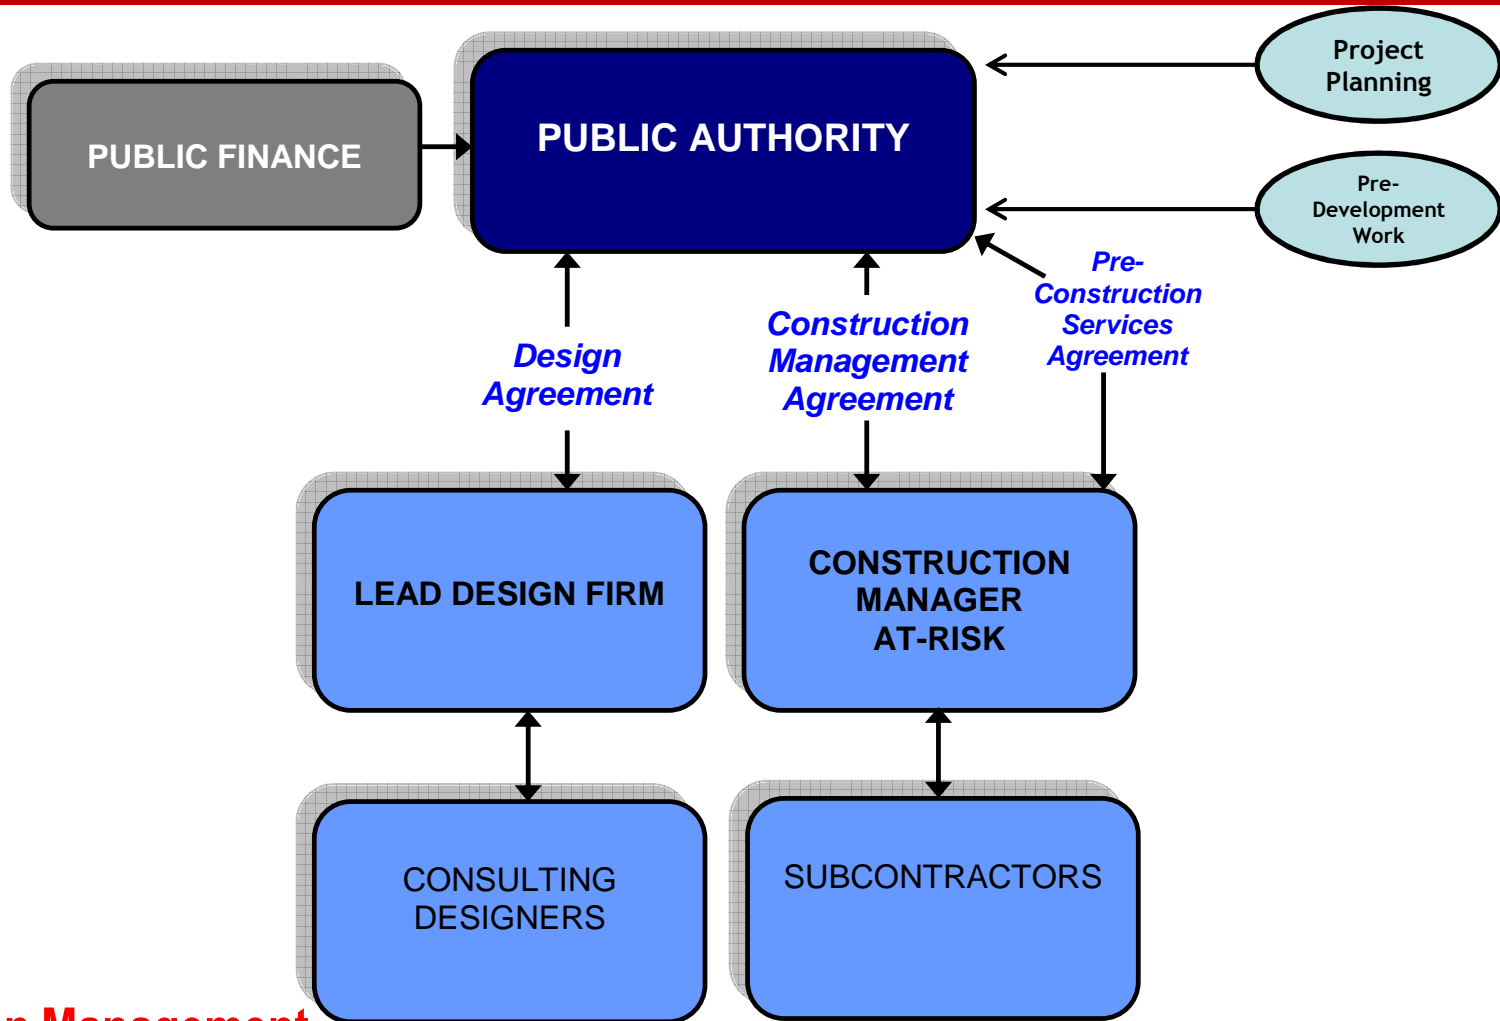 Project
Planning
PUBLIC AUTHORITY
PUBLIC FINANCE
Pre-
Development
Work
Pre-
Construction
Services
Agreement
Construction
Management
Agreement
Design
Agreement
LEAD DESIGN FIRM
CONSTRUCTION
MANAGER
AT-RISK
CONSULTING
DESIGNERS
SUBCONTRACTORS
Management